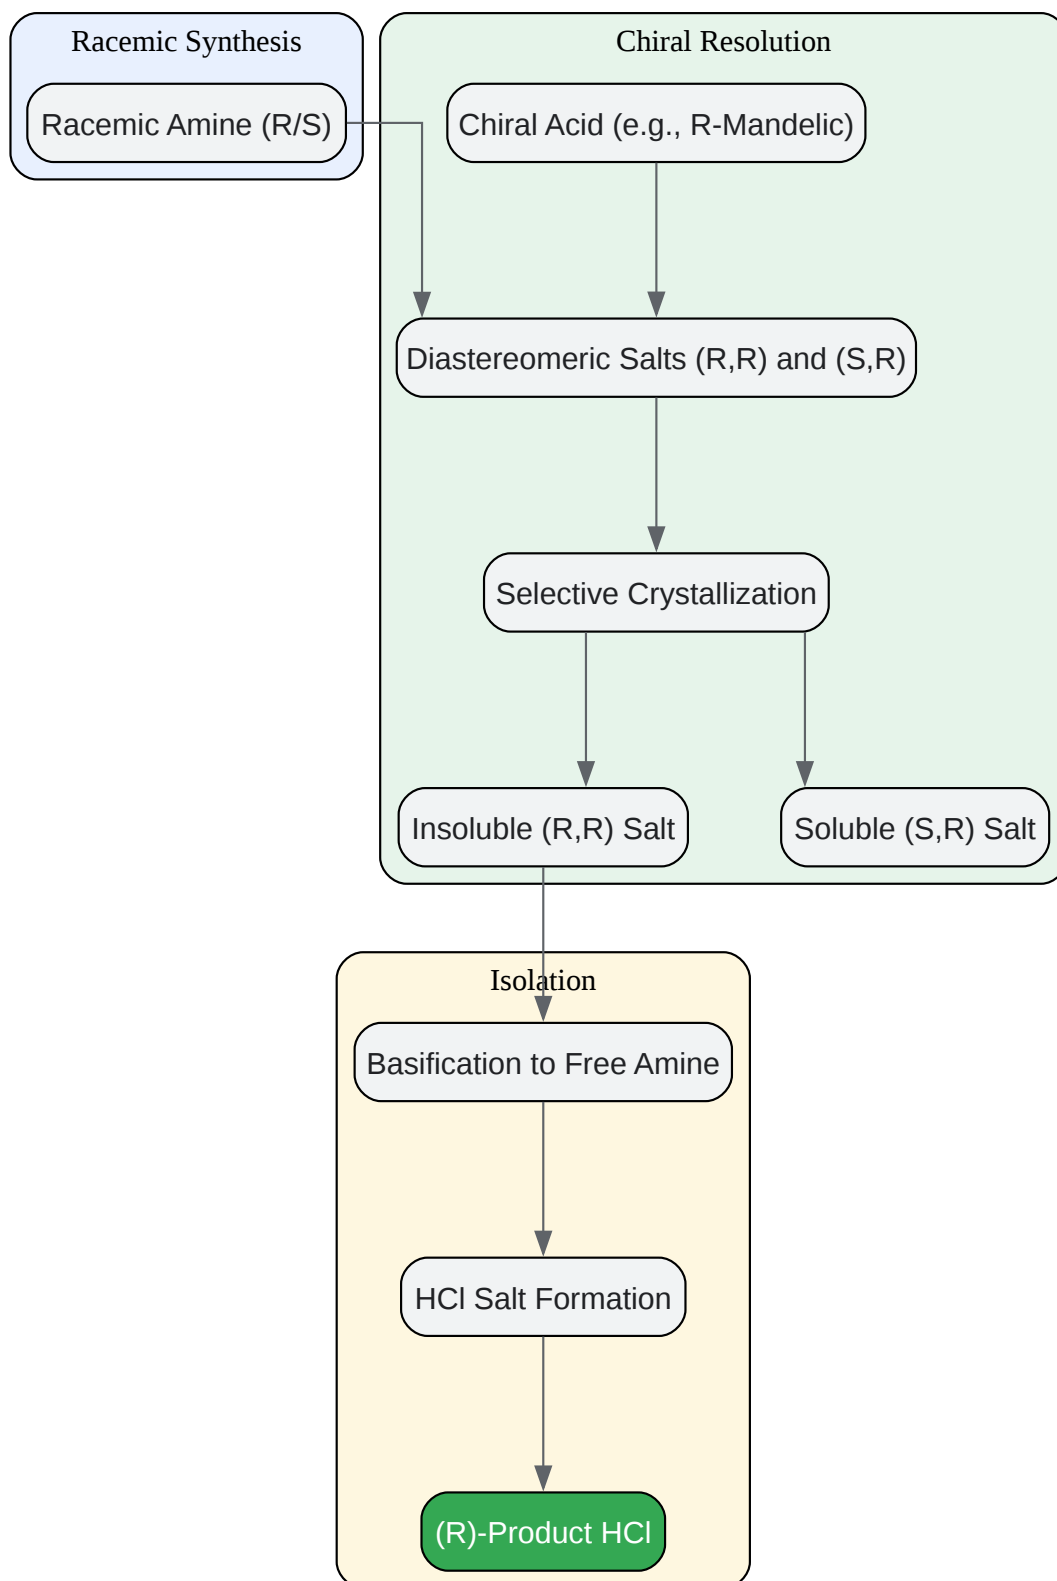 Racemic Synthesis
Chiral Resolution
Racemic Amine (R/S)
Chiral Acid (e.g., R-Mandelic)
Diastereomeric Salts (R,R) and (S,R)
Selective Crystallization
Insoluble (R,R) Salt
Soluble (S,R) Salt
Isolation
Basification to Free Amine
HCl Salt Formation
(R)-Product HCl